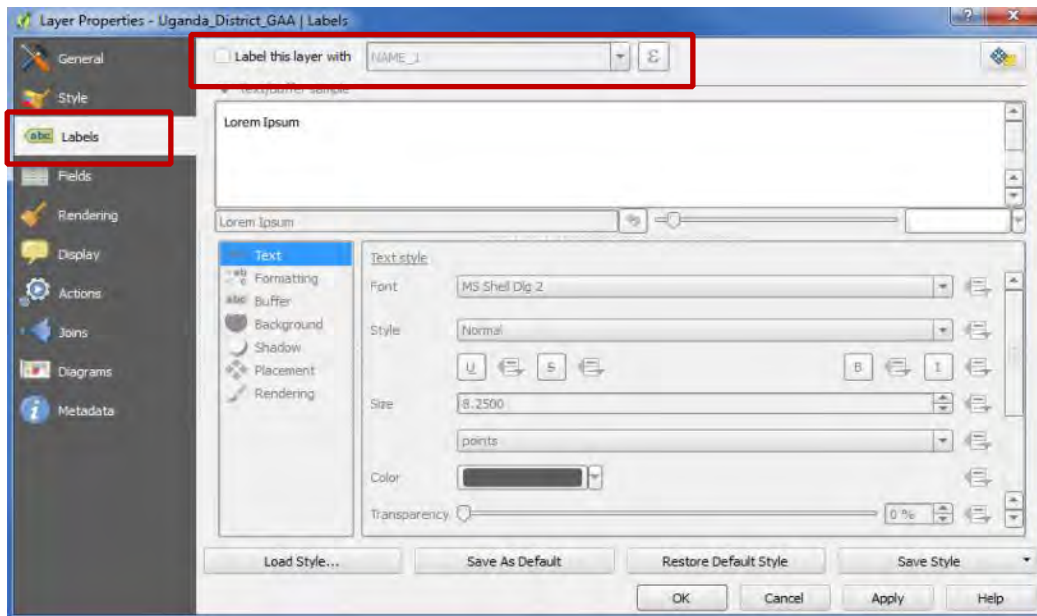 Layer Properties - Uganda_District_GAA | Labels
General
Style
Labels
Fields
Rendering
Display
Actions
Joins
Diagrams
Metadata
Label this layer with NAME_1 ε
Text/Buffer sample
Lorem Ipsum
Lorem Ipsum
Text
Formatting
Buffer
Background
Shadow
Placement
Rendering
Text style
Font MS Shell Dlg 2
Style Normal
U S B I
Size 8.2500
points
Color
Transparency 0 %
Load Style... Save As Default Restore Default Style Save Style
OK Cancel Apply Help